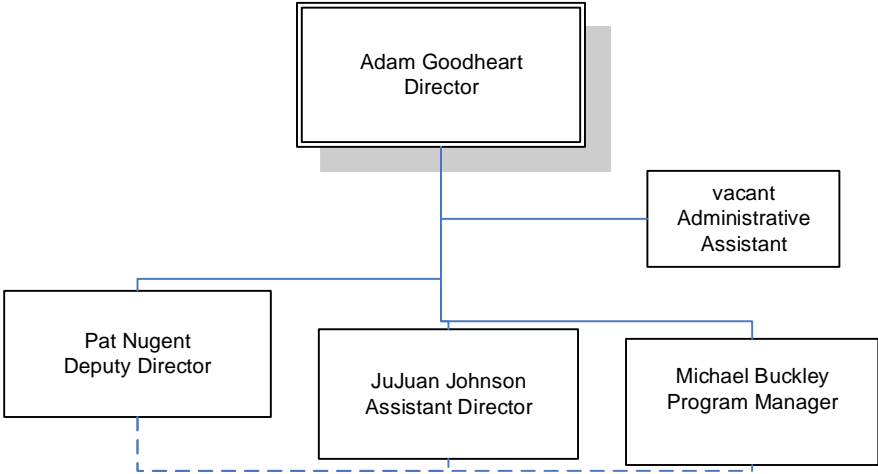 Adam Goodheart
Director
vacant
Administrative
Assistant
Pat Nugent
Deputy Director
JuJuan Johnson
Assistant Director
Michael Buckley
Program Manager